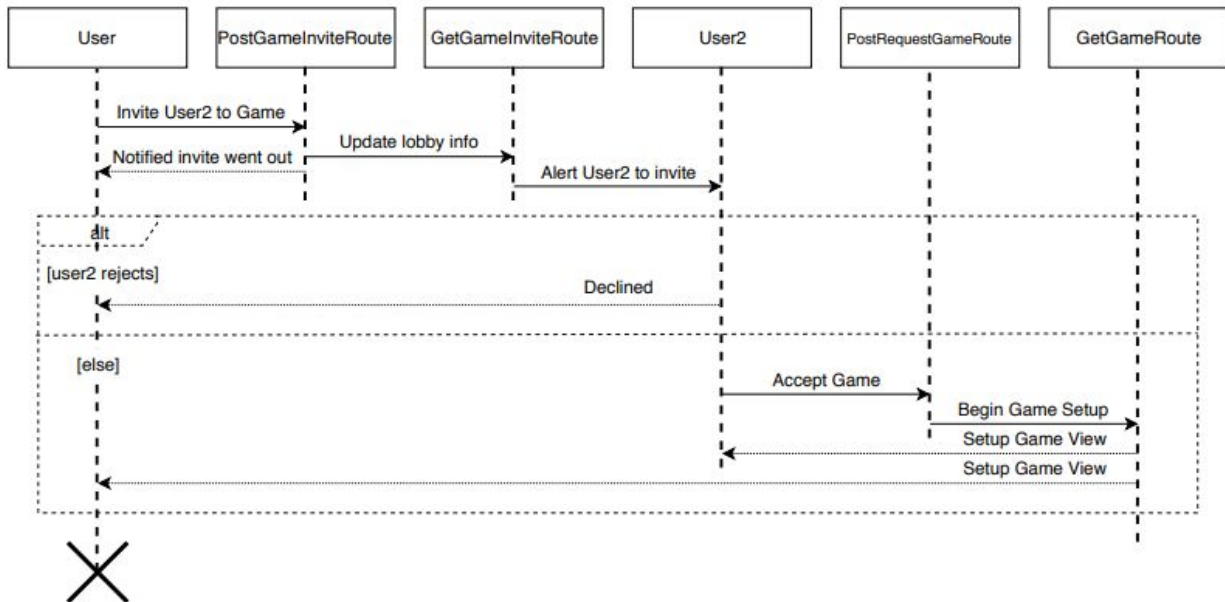 User
PostGameInviteRoute
GetGameInviteRoute
User2
PostRequestGameRoute
GetGameRoute
Invite User2 to Game
Update lobby info
Notified invite went out
Alert User2 to invite
alt
[user2 rejects]
Declined
[else]
Accept Game
Begin Game Setup
Setup Game View
Setup Game View